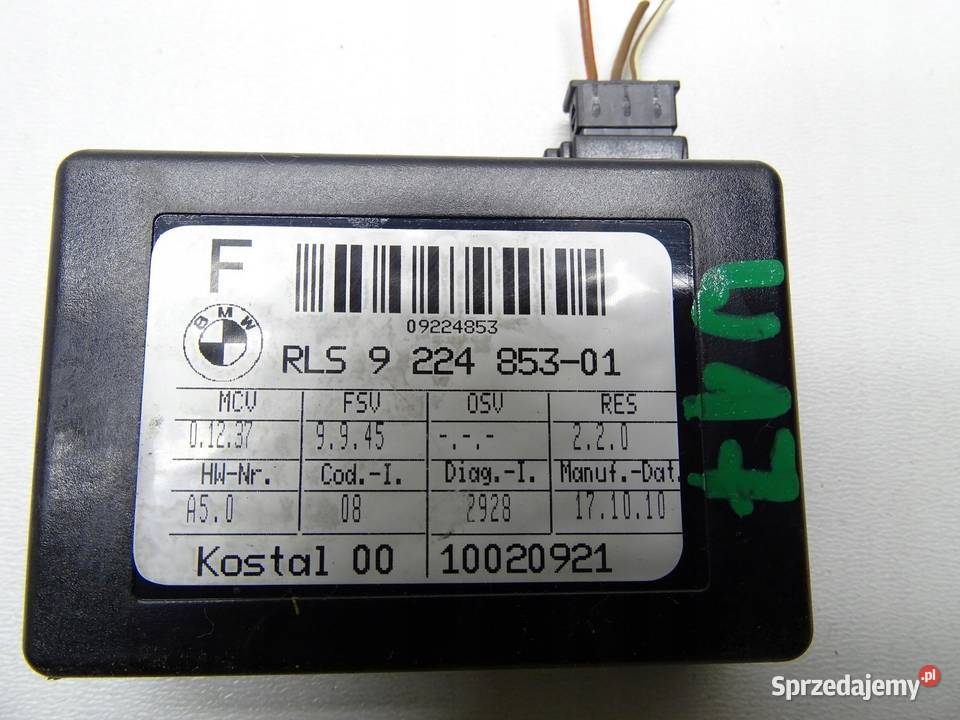 F
BMW
09224853
RLS 9 224 853-01
MCV FSV OSV RES
0.12.37 9.9.45 -.-.- 2.2.0
HW-Nr. Cod.-I. Diag.-I. Manuf.-Dat.
A5.0 08 2928 17.10.10
Kostal 00 10020921
Sprzedajemy.pl